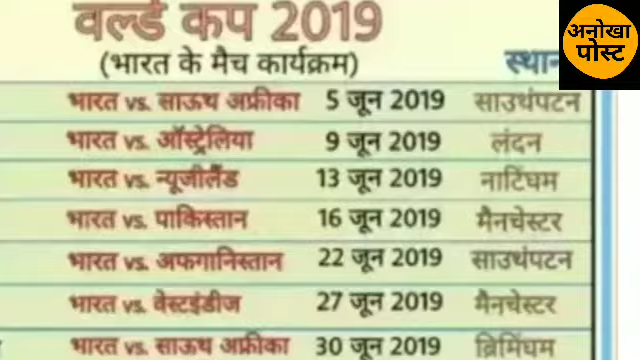 वर्ल्ड कप 2019
अनोखा
पोस्ट
(भारत के मैच कार्यक्रम)
स्थान
भारत vs. साऊथ अफ्रीका 5 जून 2019 साउथंपटन
भारत vs. ऑस्ट्रेलिया 9 जून 2019 लंदन
भारत vs. न्यूजीलैंड 13 जून 2019 नाटिंघम
भारत vs. पाकिस्तान 16 जून 2019 मैनचेस्टर
भारत vs. अफगानिस्तान 22 जून 2019 साउथंपटन
भारत vs. वेस्टइंडीज 27 जून 2019 मैनचेस्टर
भारत vs. साऊथ अफ्रीका 30 जून 2019 ब्रिमिंघम